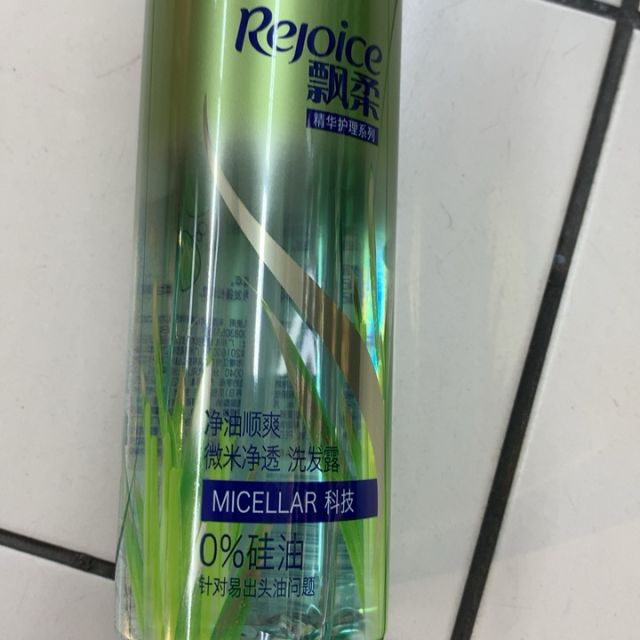 Rejoice
飘柔
精华护理系列
净油顺爽
微米净透 洗发露
MICELLAR 科技
0%硅油
针对易出头油问题